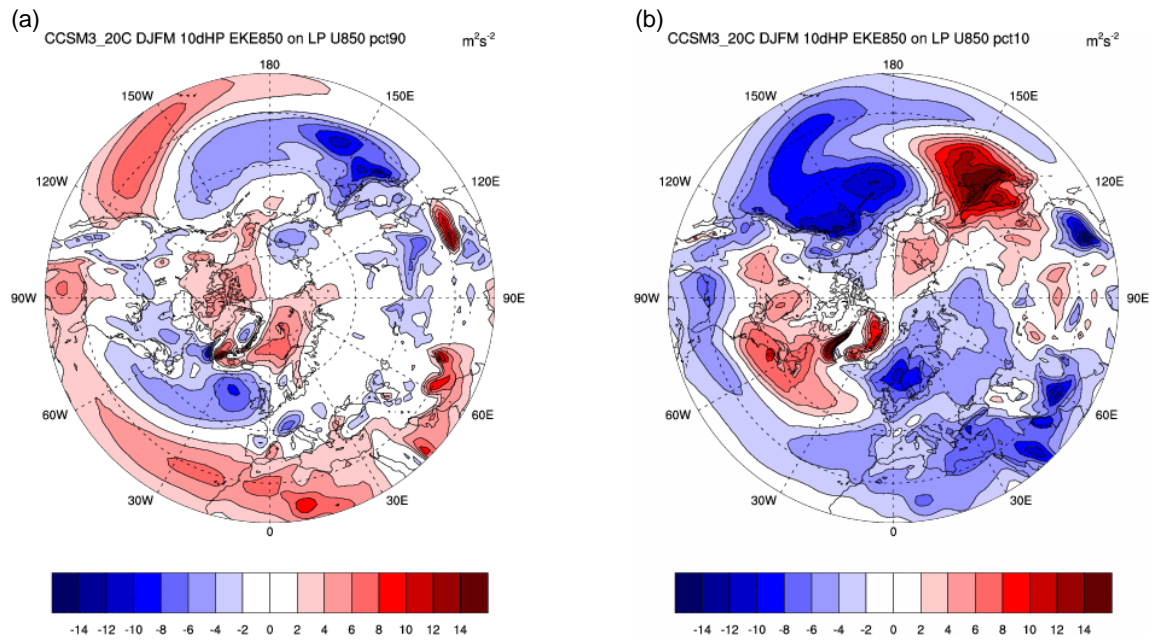 (a)
CCSM3_20C DJFM 10dHP EKE850 on LP U850 pct90 m²s⁻²
180
150W 150E
120W 120E
90W 90E
60W 60E
30W 30E
0
-14 -12 -10 -8 -6 -4 -2 0 2 4 6 8 10 12 14
(b)
CCSM3_20C DJFM 10dHP EKE850 on LP U850 pct10 m²s⁻²
180
150W 150E
120W 120E
90W 90E
60W 60E
30W 30E
0
-14 -12 -10 -8 -6 -4 -2 0 2 4 6 8 10 12 14